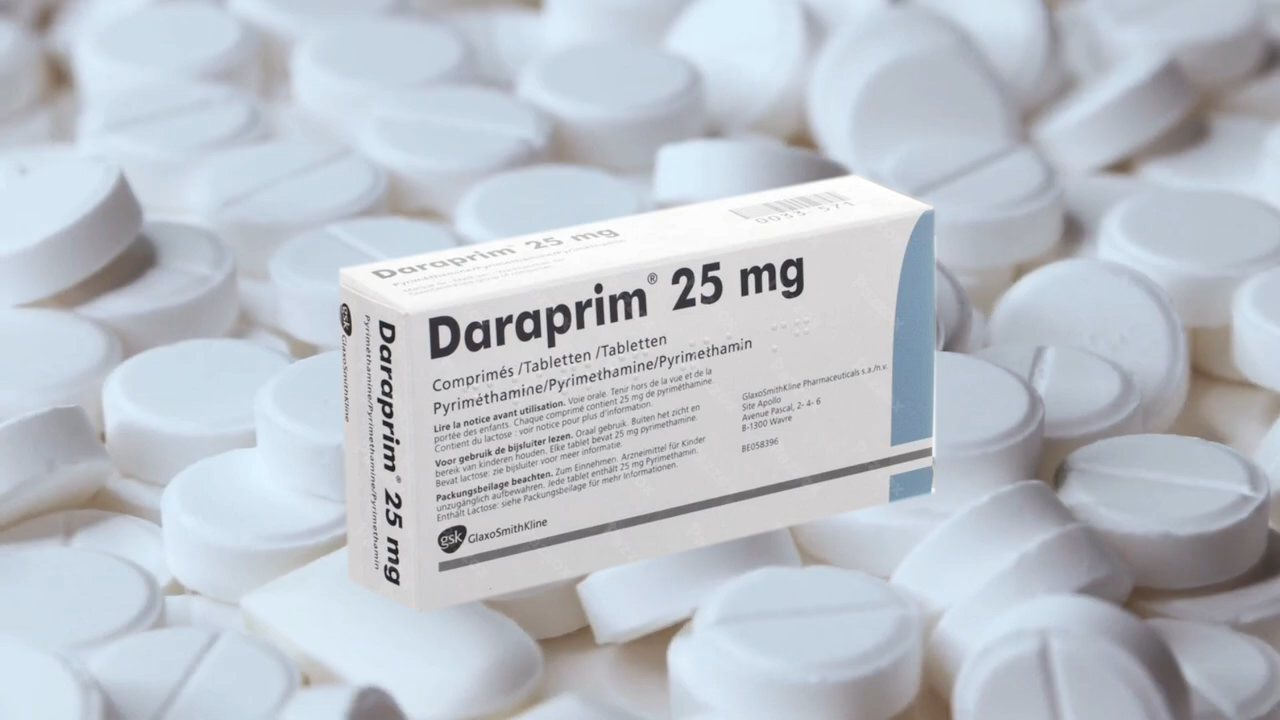 Daraprim 25 mg
Pyriméthamine/Pyrimethamine/Pyrimethamin
0033-571
Daraprim® 25 mg
Comprimés /Tabletten /Tabletten
Pyriméthamine/Pyrimethamine/Pyrimethamin
Lire la notice avant utilisation. Voie orale. Tenir hors de la vue et de la
portée des enfants. Chaque comprimé contient 25 mg de pyriméthamine.
Contient du lactose : voir notice pour plus d'information.
Voor gebruik de bijsluiter lezen. Oraal gebruik. Buiten het zicht en
bereik van kinderen houden. Elke tablet bevat 25 mg pyrimethamine.
Bevat lactose: zie bijsluiter voor meer informatie.
Packungsbeilage beachten. Zum Einnehmen. Arzneimittel für Kinder
unzugänglich aufbewahren. Jede tablet enthält 25 mg Pyrimethamin.
Enthält Lactose: siehe Packungsbeilage für mehr Informationen.
GlaxoSmithKline Pharmaceuticals s.a./n.v.
Site Apollo
Avenue Pascal, 2- 4- 6
B-1300 Wavre
BE058396
gsk GlaxoSmithKline
Daraprim® 25 mg
Pyriméthamine/Pyrimethamine/Pyrimethamin
gsk GlaxoSmithKline